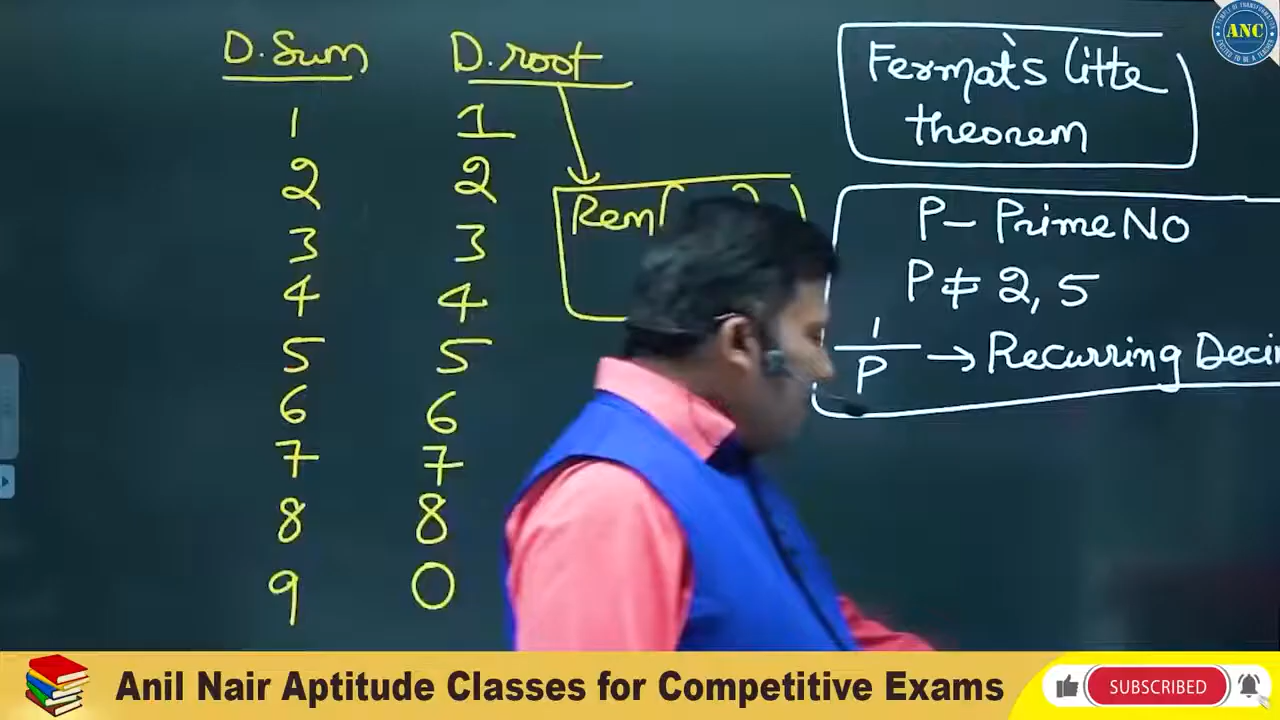 D.Sum D.root
1 1
2 2
3 3
4 4
5 5
6 6
7 7
8 8
9 0
Rem(
Fermat's litte
theorem
P - Prime No
P ≠ 2, 5
1/P → Recurring Deci
ANC
Anil Nair Aptitude Classes for Competitive Exams
SUBSCRIBED